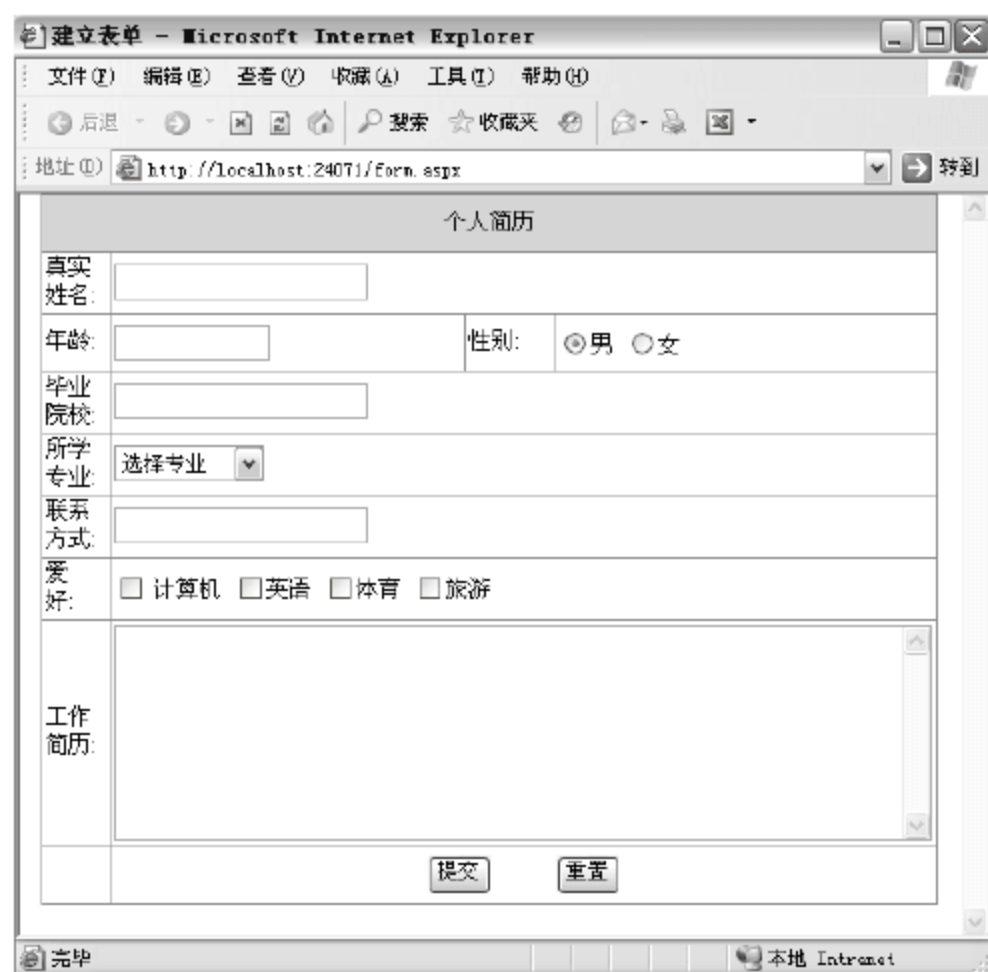 建立表单 - Microsoft Internet Explorer
文件(F) 编辑(E) 查看(V) 收藏(A) 工具(T) 帮助(H)
后退 搜索 收藏夹
地址(D) http://localhost:24071/form.aspx 转到
个人简历
真实
姓名:
年龄: 性别: 男 女
毕业
院校:
所学
专业: 选择专业
联系
方式:
爱
好: 计算机 英语 体育 旅游
工作
简历:
提交 重置
完毕 本地 Intranet